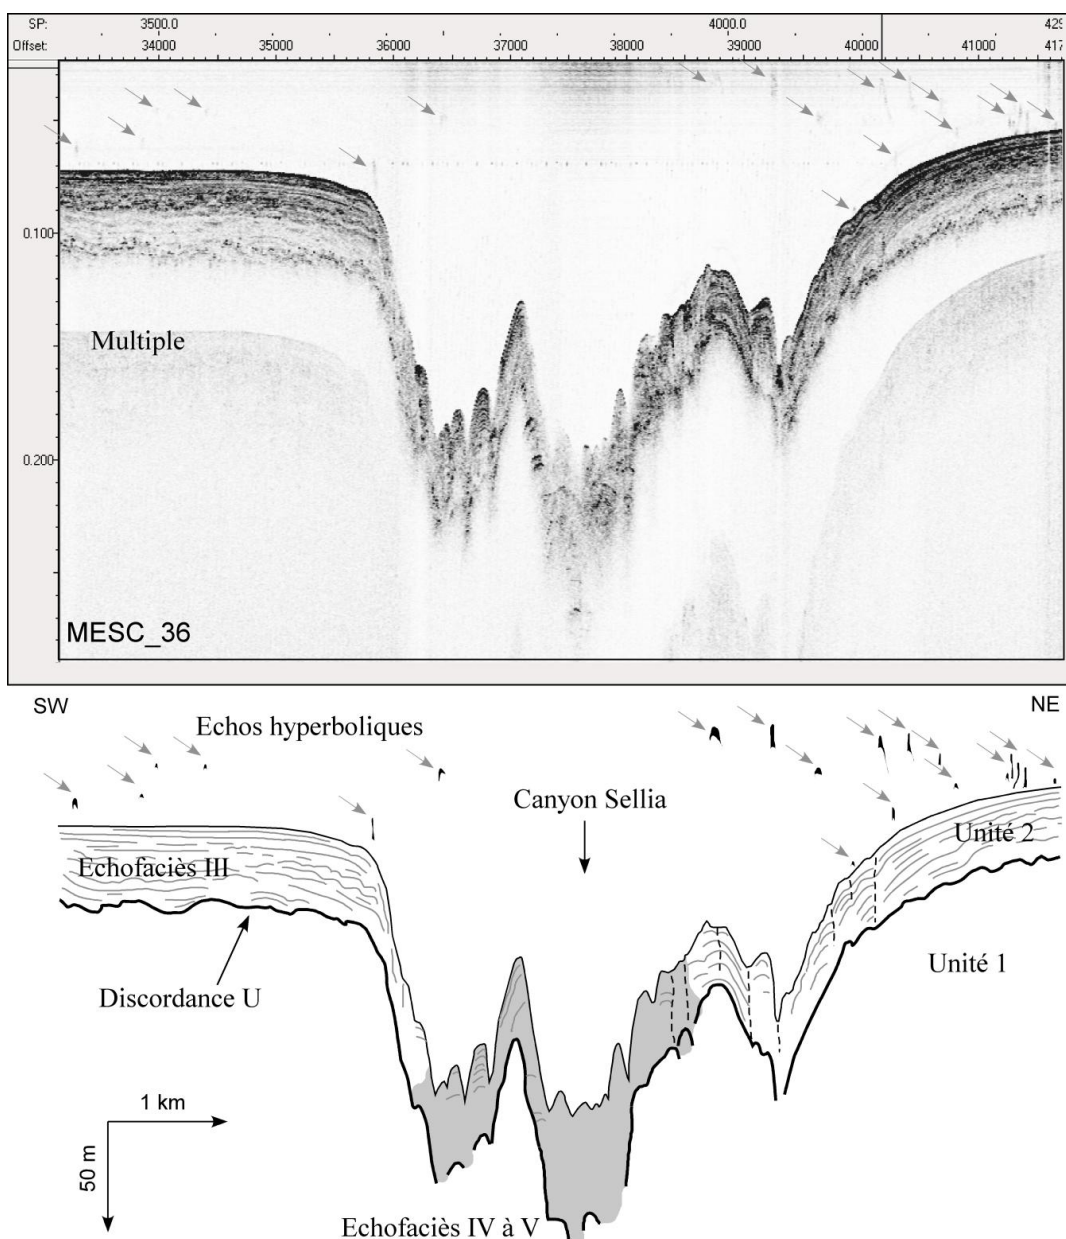 SP: 3500.0 4000.0 429
Offset: 34000 35000 36000 37000 38000 39000 40000 41000 417
0.100
Multiple
0.200
MESC_36
SW NE
Echos hyperboliques
Canyon Sellia
Unité 2
Echofaciès III
Unité 1
Discordance U
1 km
50 m
Echofaciès IV à V